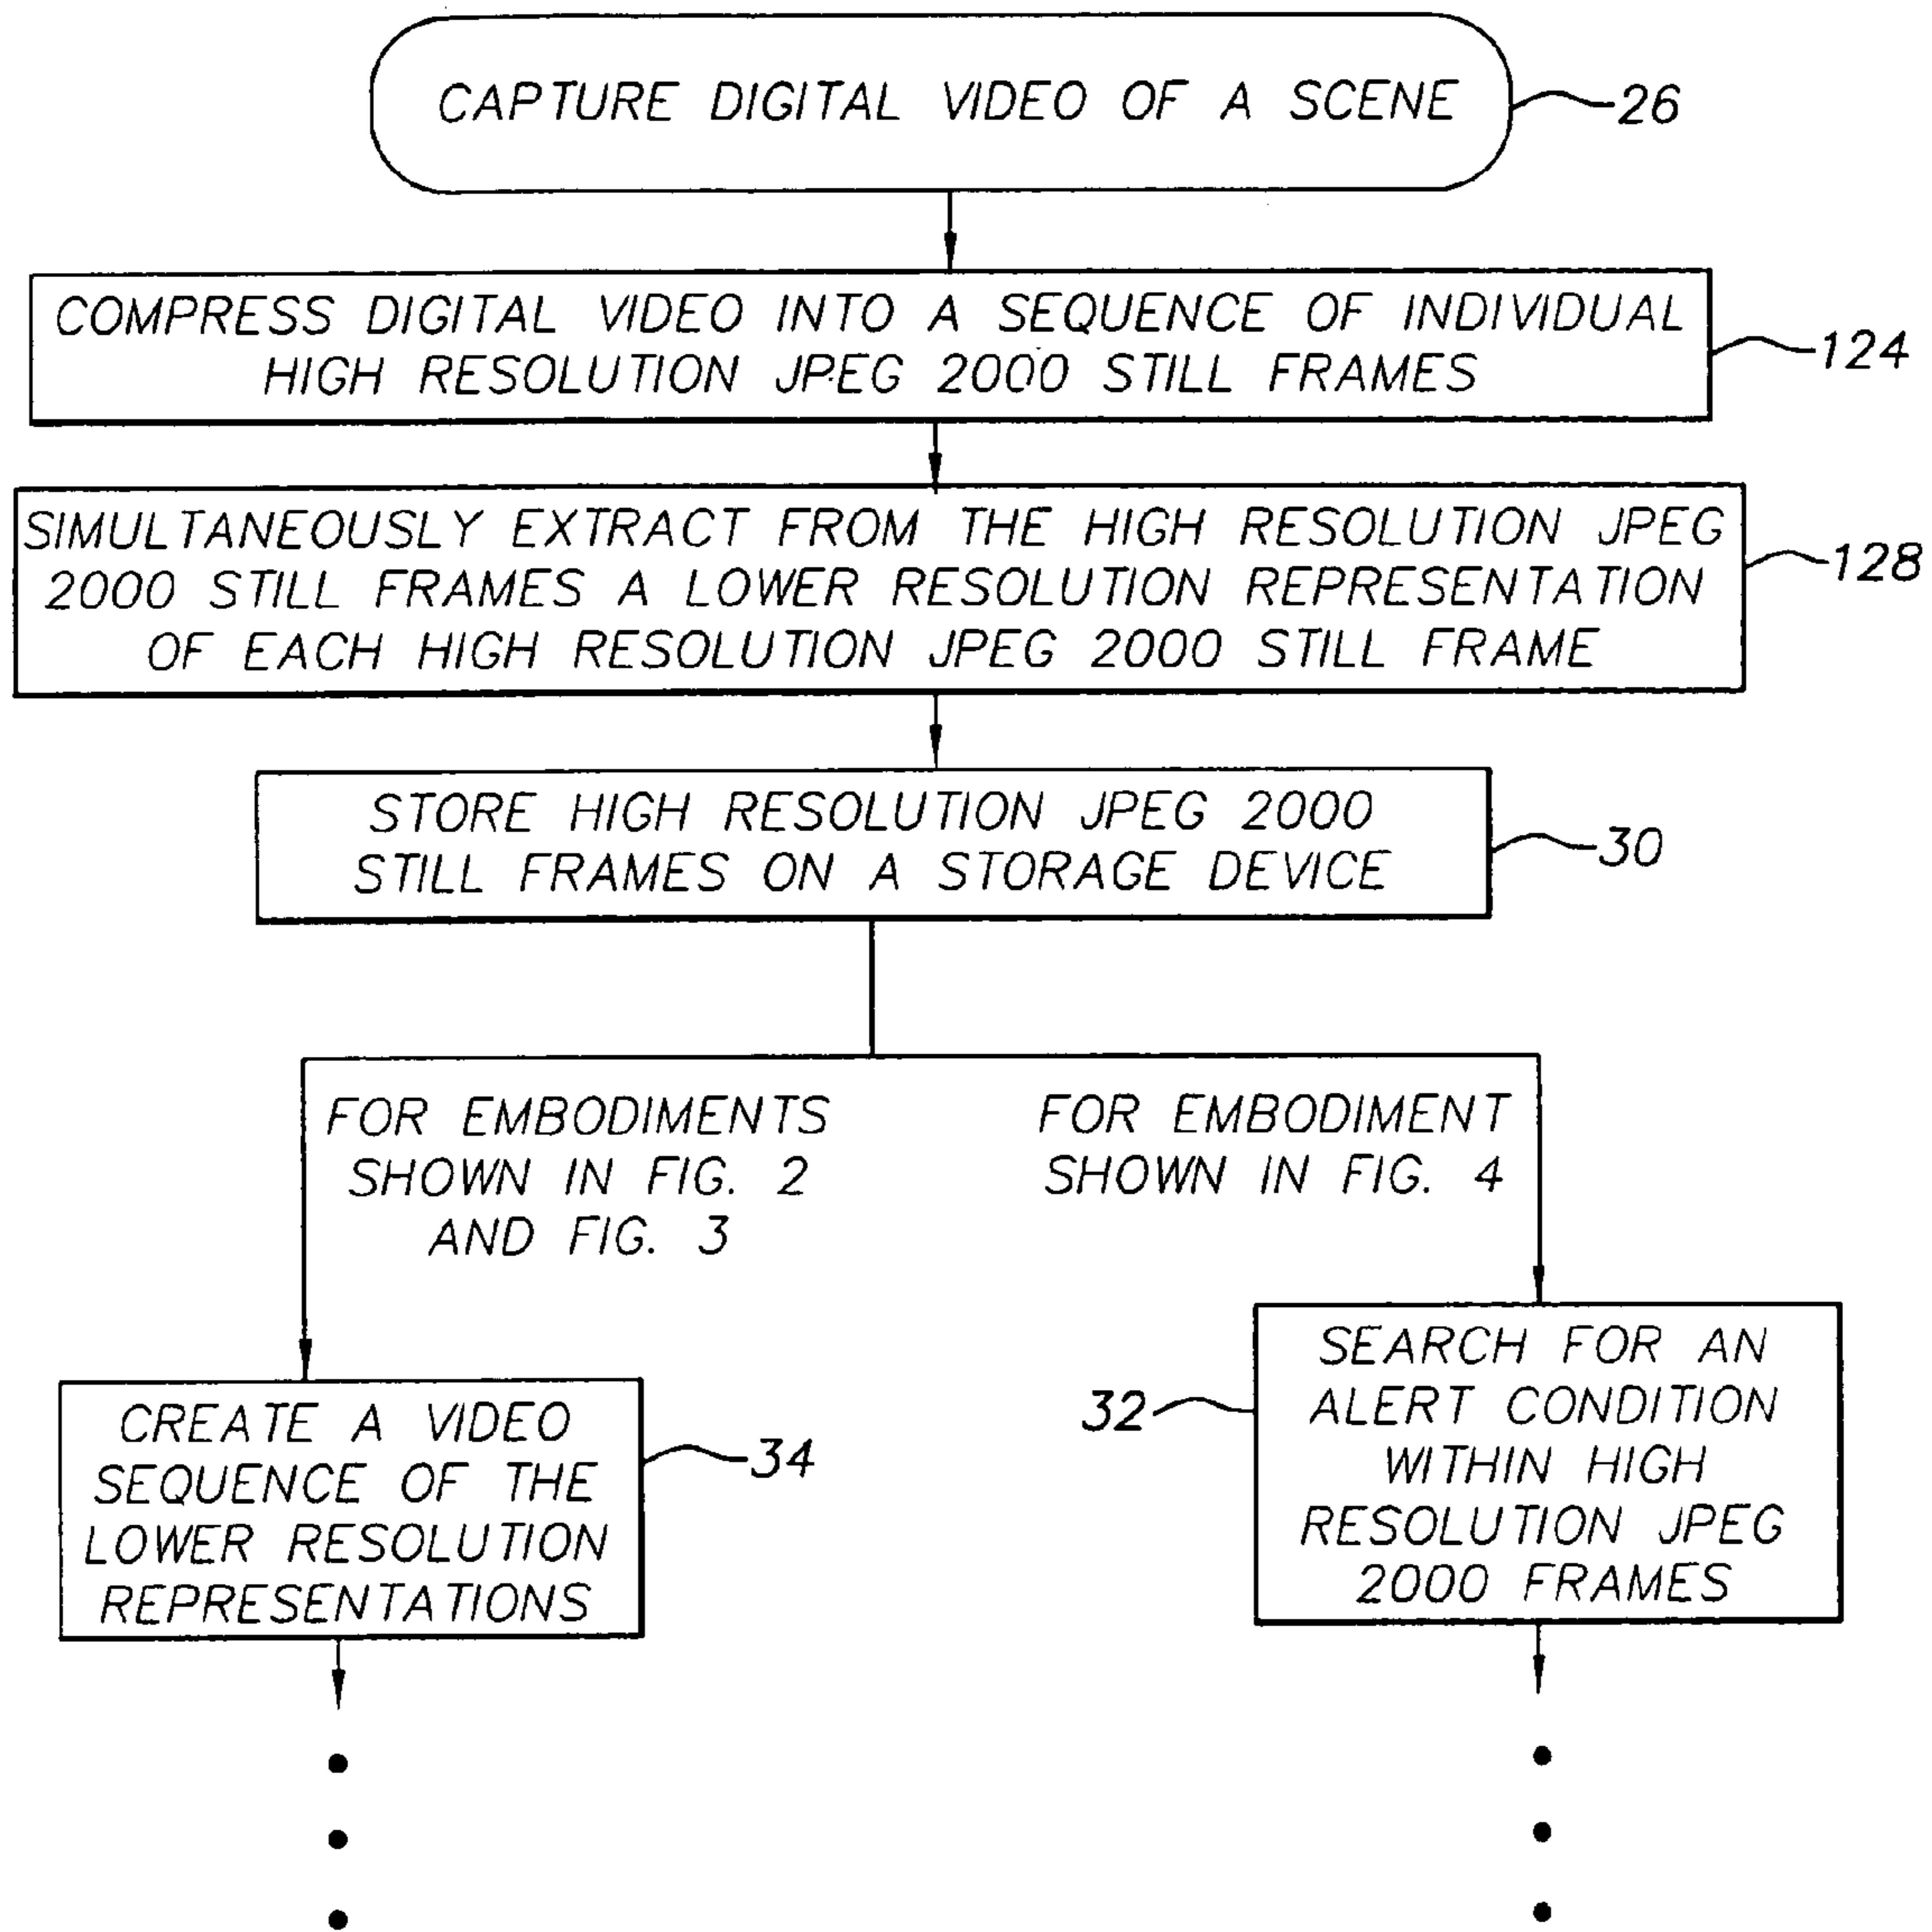 CAPTURE DIGITAL VIDEO OF A SCENE
26
COMPRESS DIGITAL VIDEO INTO A SEQUENCE OF INDIVIDUAL
HIGH RESOLUTION JPEG 2000 STILL FRAMES
124
SIMULTANEOUSLY EXTRACT FROM THE HIGH RESOLUTION JPEG
2000 STILL FRAMES A LOWER RESOLUTION REPRESENTATION
OF EACH HIGH RESOLUTION JPEG 2000 STILL FRAME
128
STORE HIGH RESOLUTION JPEG 2000
STILL FRAMES ON A STORAGE DEVICE
30
FOR EMBODIMENTS
SHOWN IN FIG. 2
AND FIG. 3
FOR EMBODIMENT
SHOWN IN FIG. 4
CREATE A VIDEO
SEQUENCE OF THE
LOWER RESOLUTION
REPRESENTATIONS
34
32
SEARCH FOR AN
ALERT CONDITION
WITHIN HIGH
RESOLUTION JPEG
2000 FRAMES